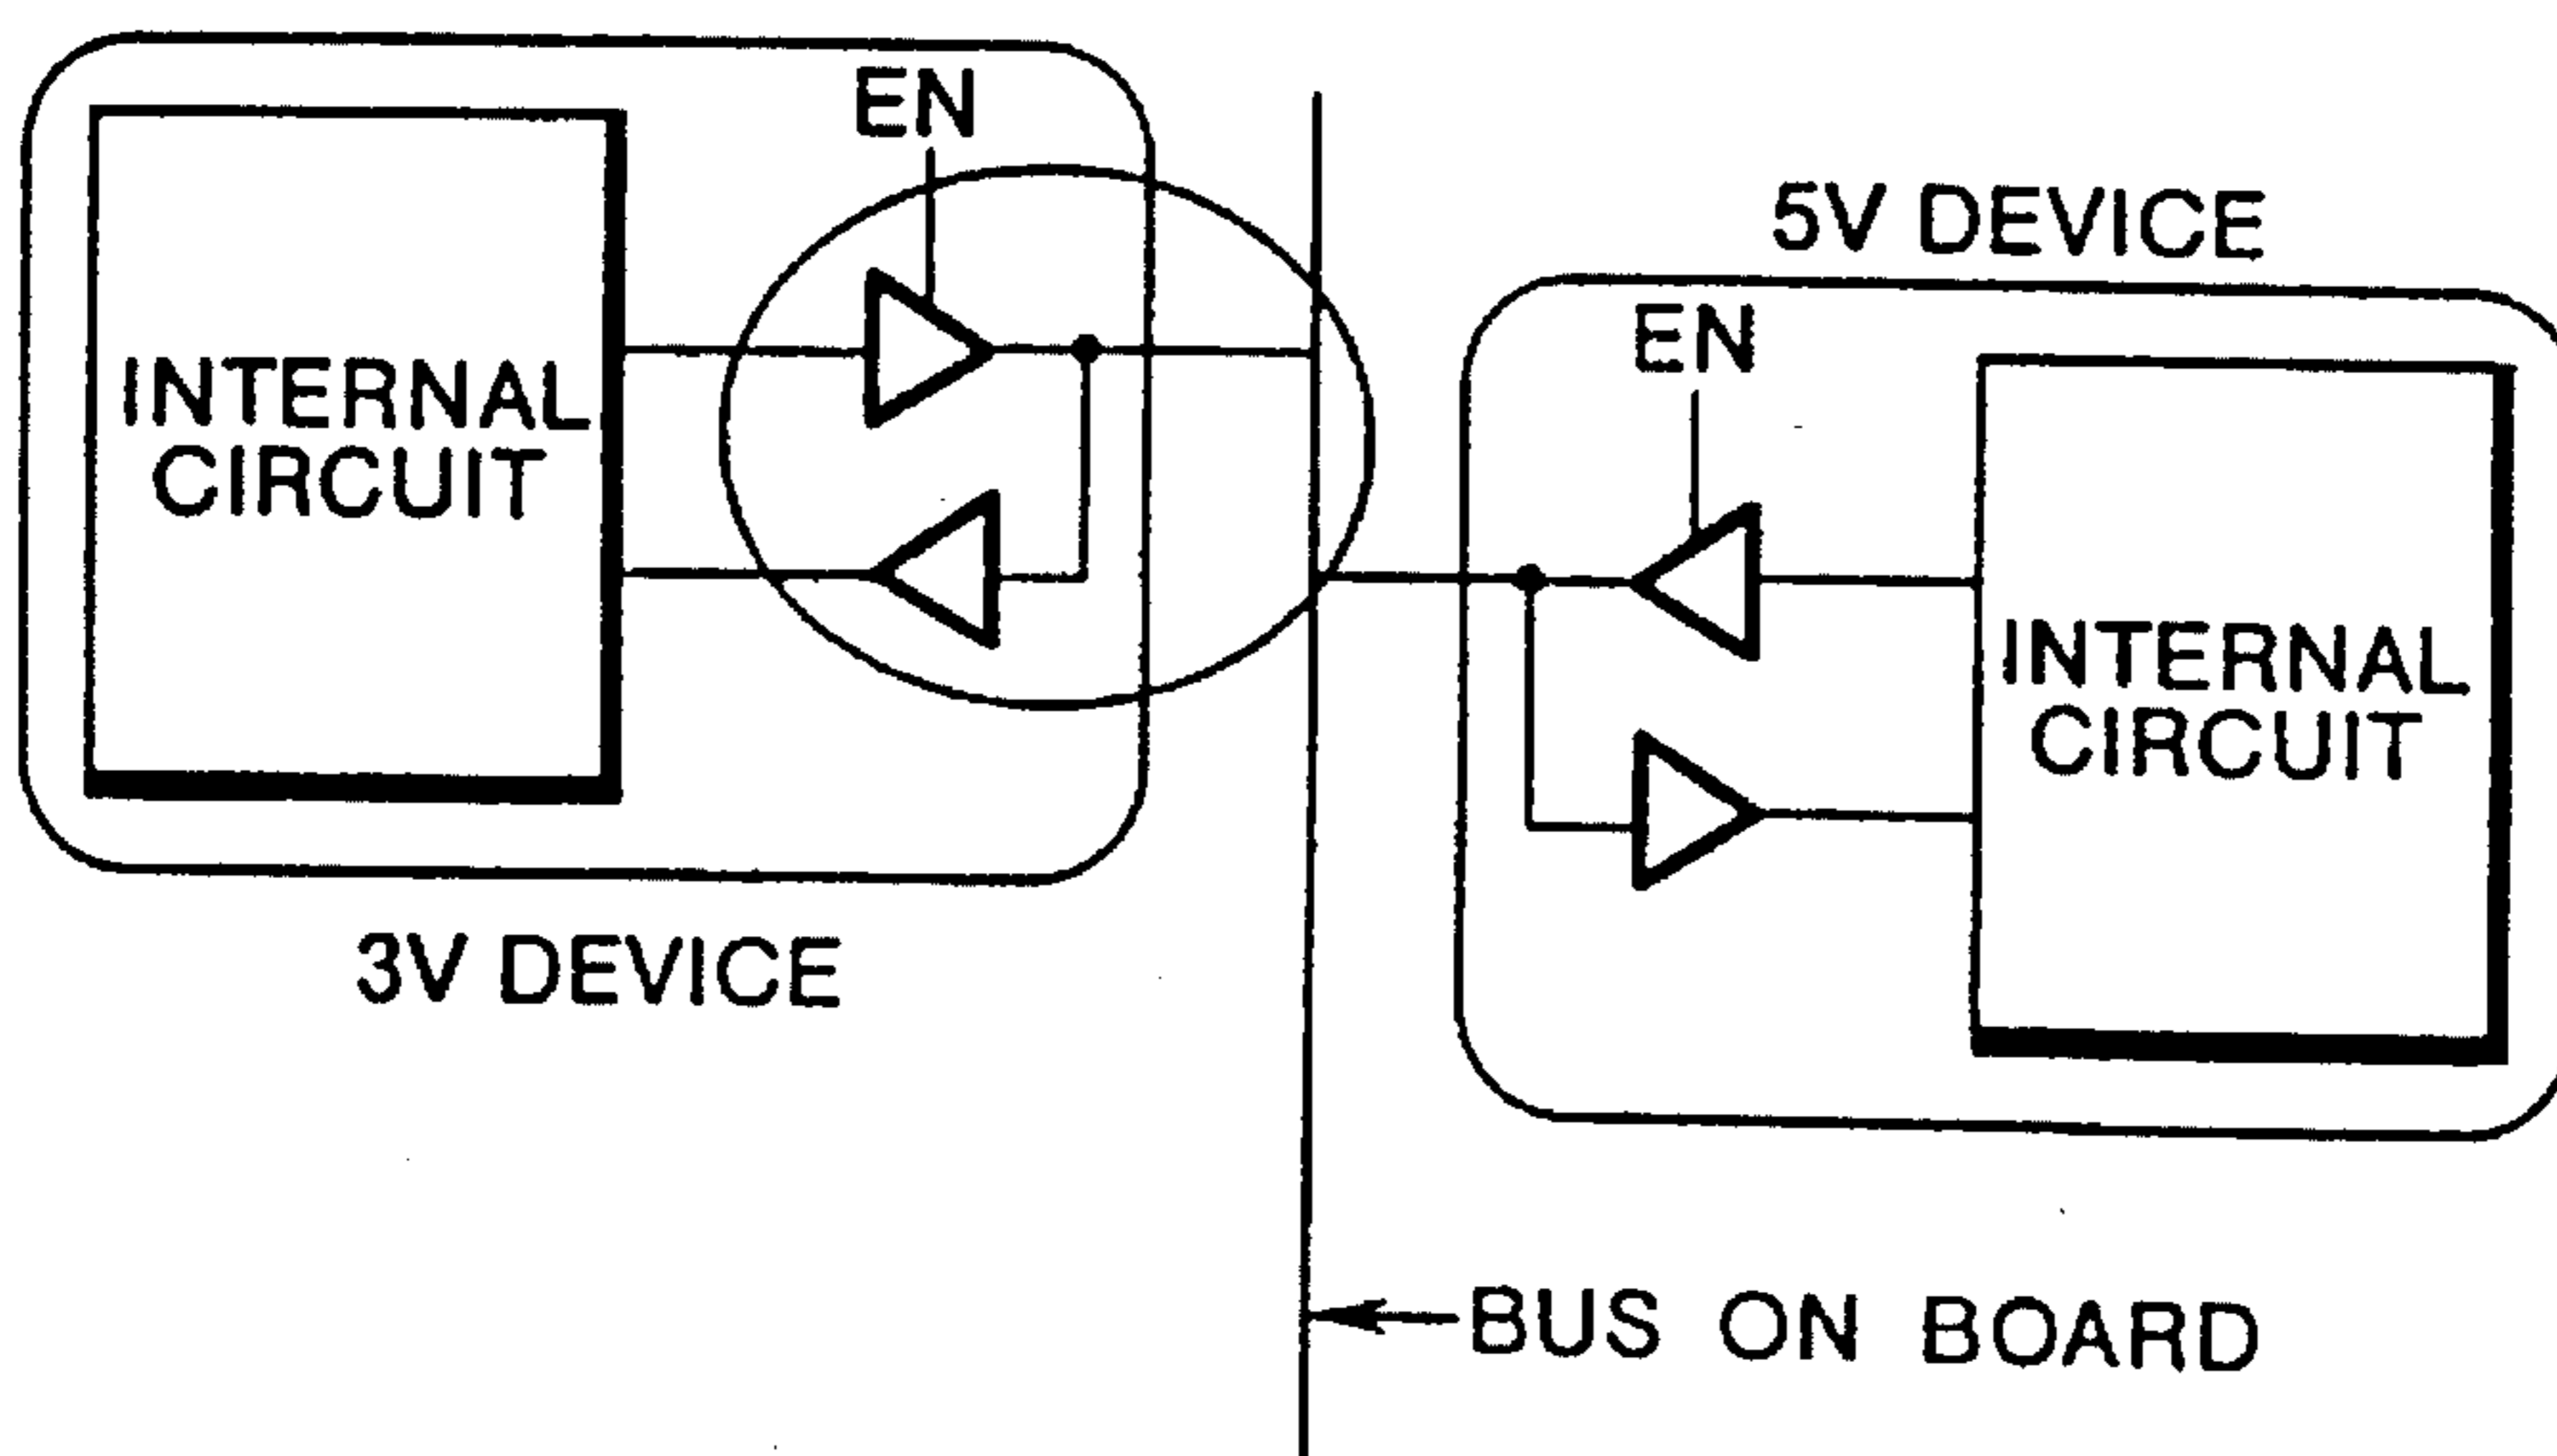 EN
INTERNAL
CIRCUIT
3V DEVICE
5V DEVICE
EN
INTERNAL
CIRCUIT
BUS ON BOARD